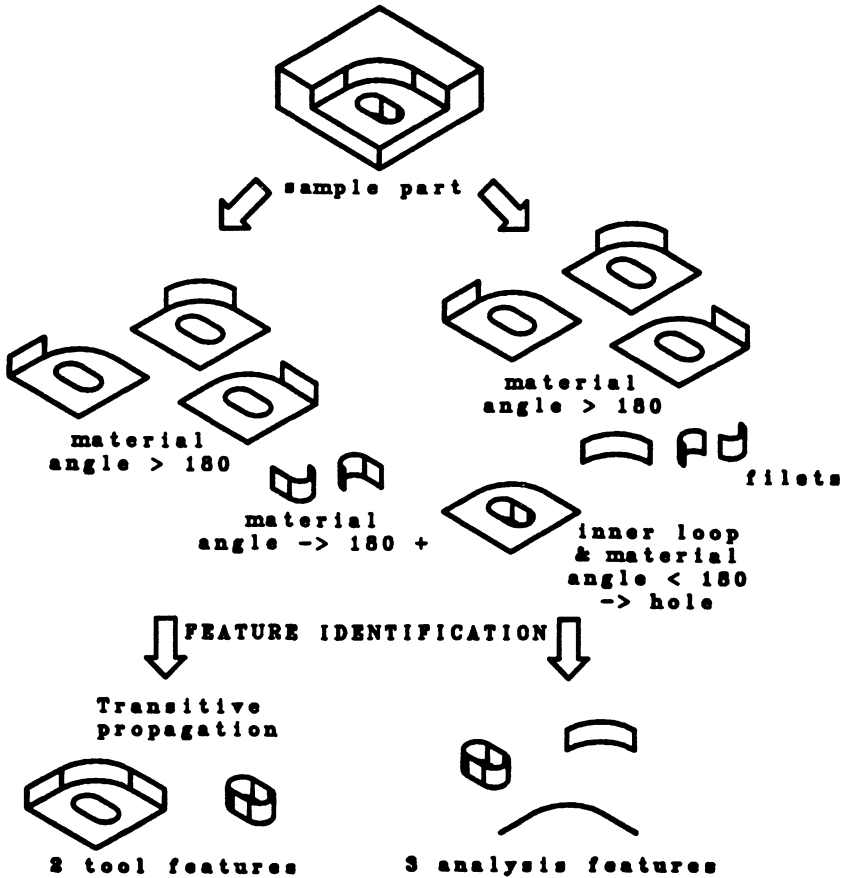 sample part
material
angle > 180
material
angle > 180
filets
material
angle -> 180 +
inner loop
& material
angle < 180
-> hole
FEATURE IDENTIFICATION
Transitive
propagation
2 tool features
3 analysis features